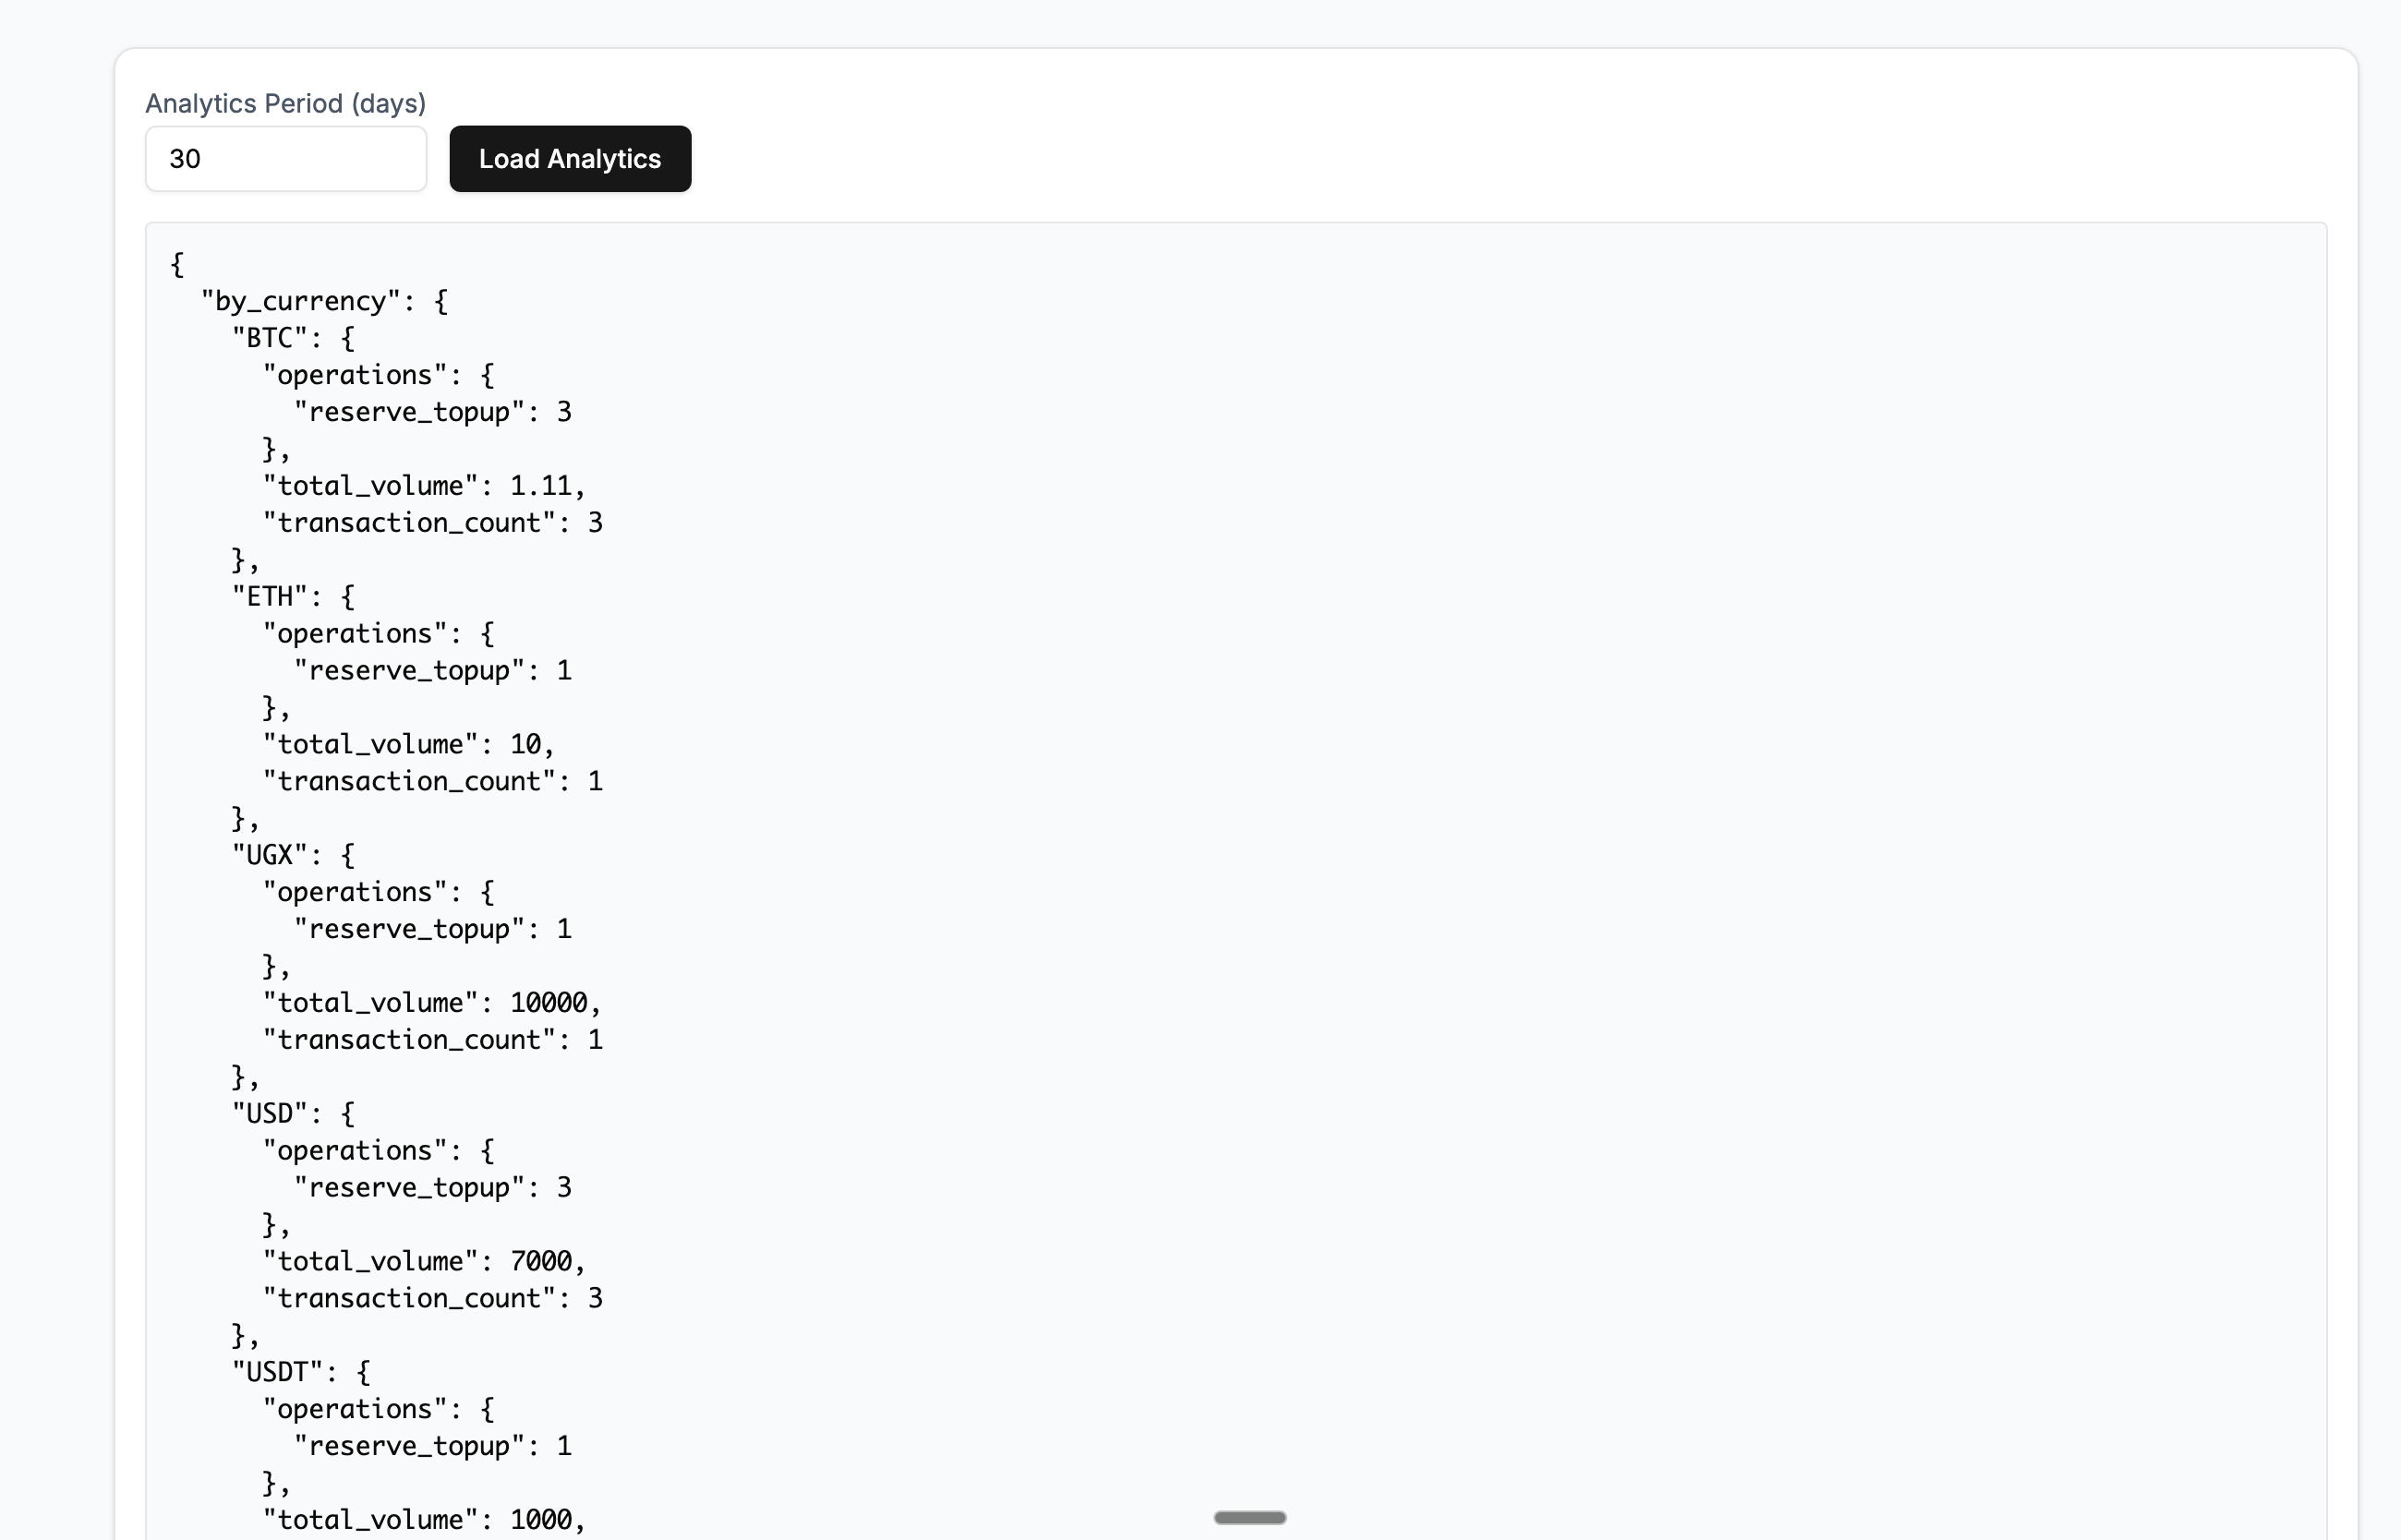 Analytics Period (days)
30
Load Analytics
{
  "by_currency": {
    "BTC": {
      "operations": {
        "reserve_topup": 3
      },
      "total_volume": 1.11,
      "transaction_count": 3
    },
    "ETH": {
      "operations": {
        "reserve_topup": 1
      },
      "total_volume": 10,
      "transaction_count": 1
    },
    "UGX": {
      "operations": {
        "reserve_topup": 1
      },
      "total_volume": 10000,
      "transaction_count": 1
    },
    "USD": {
      "operations": {
        "reserve_topup": 3
      },
      "total_volume": 7000,
      "transaction_count": 3
    },
    "USDT": {
      "operations": {
        "reserve_topup": 1
      },
      "total_volume": 1000,